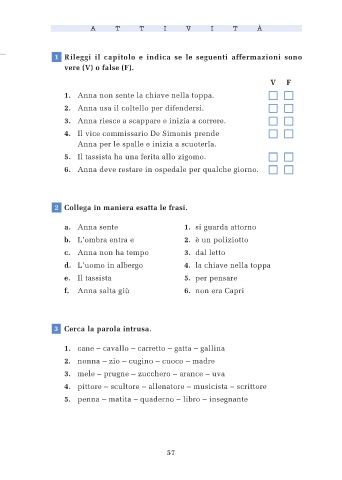 A T T I V I T À
1 Rileggi il capitolo e indica se le seguenti affermazioni sono
vere (V) o false (F).
V F
1. Anna non sente la chiave nella toppa.
2. Anna usa il coltello per difendersi.
3. Anna riesce a scappare e inizia a correre.
4. Il vice commissario De Simonis prende
Anna per le spalle e inizia a scuoterla.
5. Il tassista ha una ferita allo zigomo.
6. Anna deve restare in ospedale per qualche giorno.
2 Collega in maniera esatta le frasi.
a. Anna sente 1. si guarda attorno
b. L'ombra entra e 2. è un poliziotto
c. Anna non ha tempo 3. dal letto
d. L'uomo in albergo 4. la chiave nella toppa
e. Il tassista 5. per pensare
f. Anna salta giù 6. non era Capri
3 Cerca la parola intrusa.
1. cane – cavallo – carretto – gatta – gallina
2. nonna – zio – cugino – cuoco – madre
3. mele – prugne – zucchero – arance – uva
4. pittore – scultore – allenatore – musicista – scrittore
5. penna – matita – quaderno – libro – insegnante
57